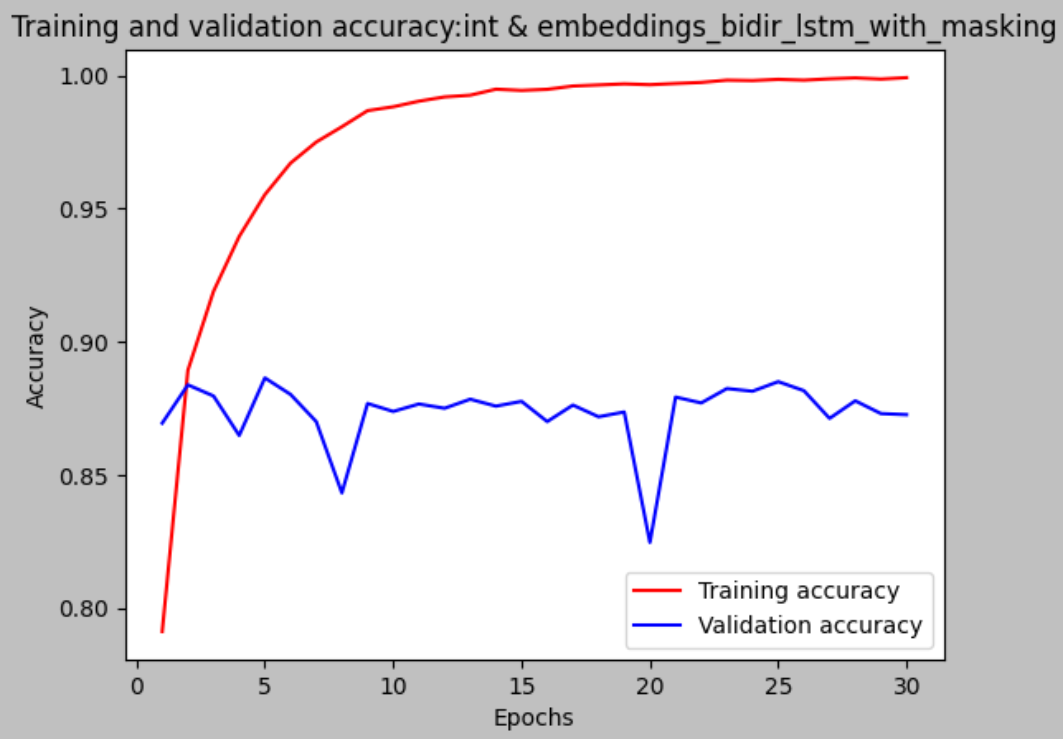 Training and validation accuracy:int & embeddings_bidir_lstm_with_masking
1.00
0.95
0.90
0.85
0.80
Accuracy
Training accuracy
Validation accuracy
0 5 10 15 20 25 30
Epochs